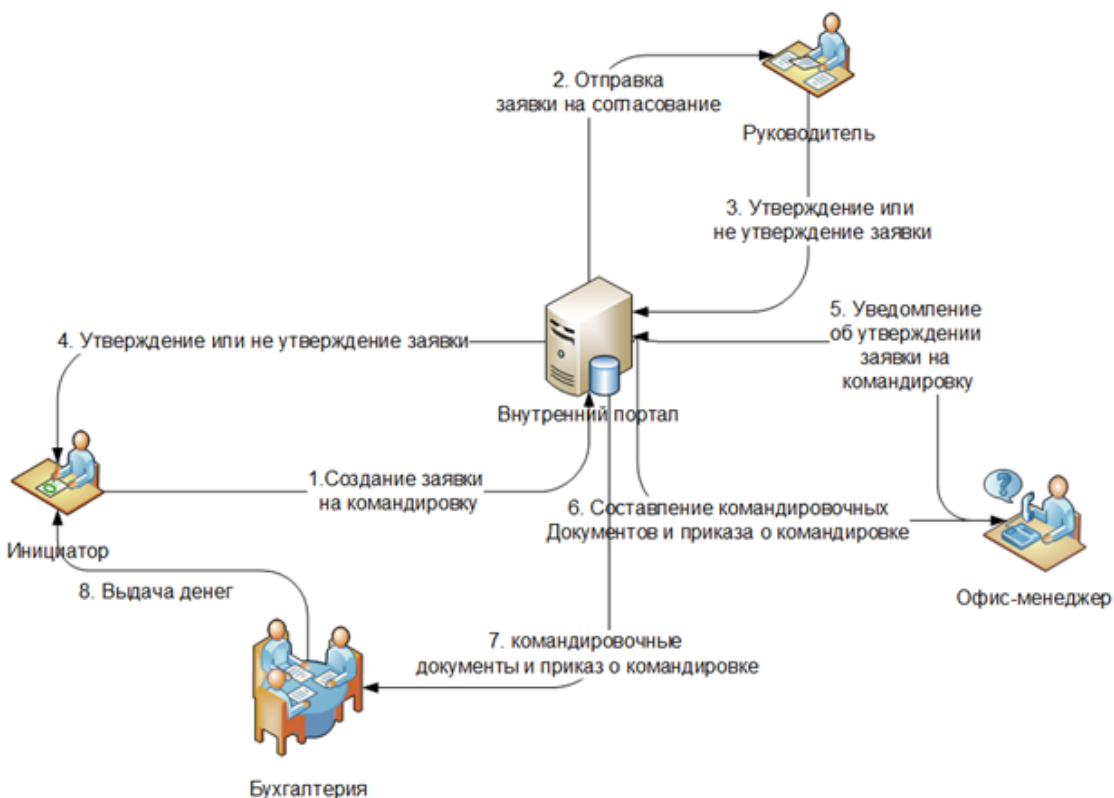 2. Отправка
заявки на согласование
Руководитель
3. Утверждение или
не утверждение заявки
5. Уведомление
об утверждении
заявки на
командировку
4. Утверждение или не утверждение заявки
Внутренний портал
1.Создание заявки
на командировку
6. Составление командировочных
Документов и приказа о командировке
Инициатор
8. Выдача денег
Офис-менеджер
7. командировочные
документы и приказ о командировке
Бухгалтерия